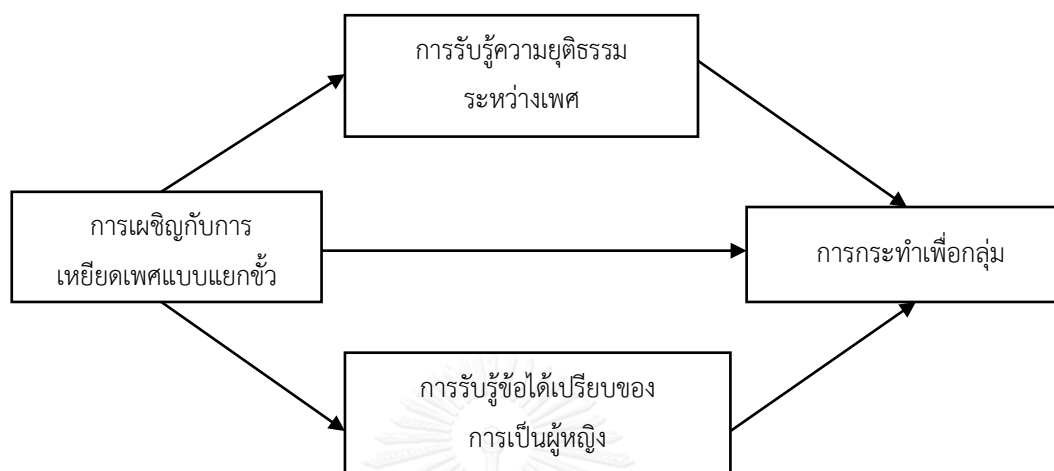 การรับรู้ความยุติธรรม
ระหว่างเพศ
การเผชิญกับการ
เหยียดเพศแบบแยกขั้ว
การกระทำเพื่อกลุ่ม
การรับรู้ข้อได้เปรียบของ
การเป็นผู้หญิง